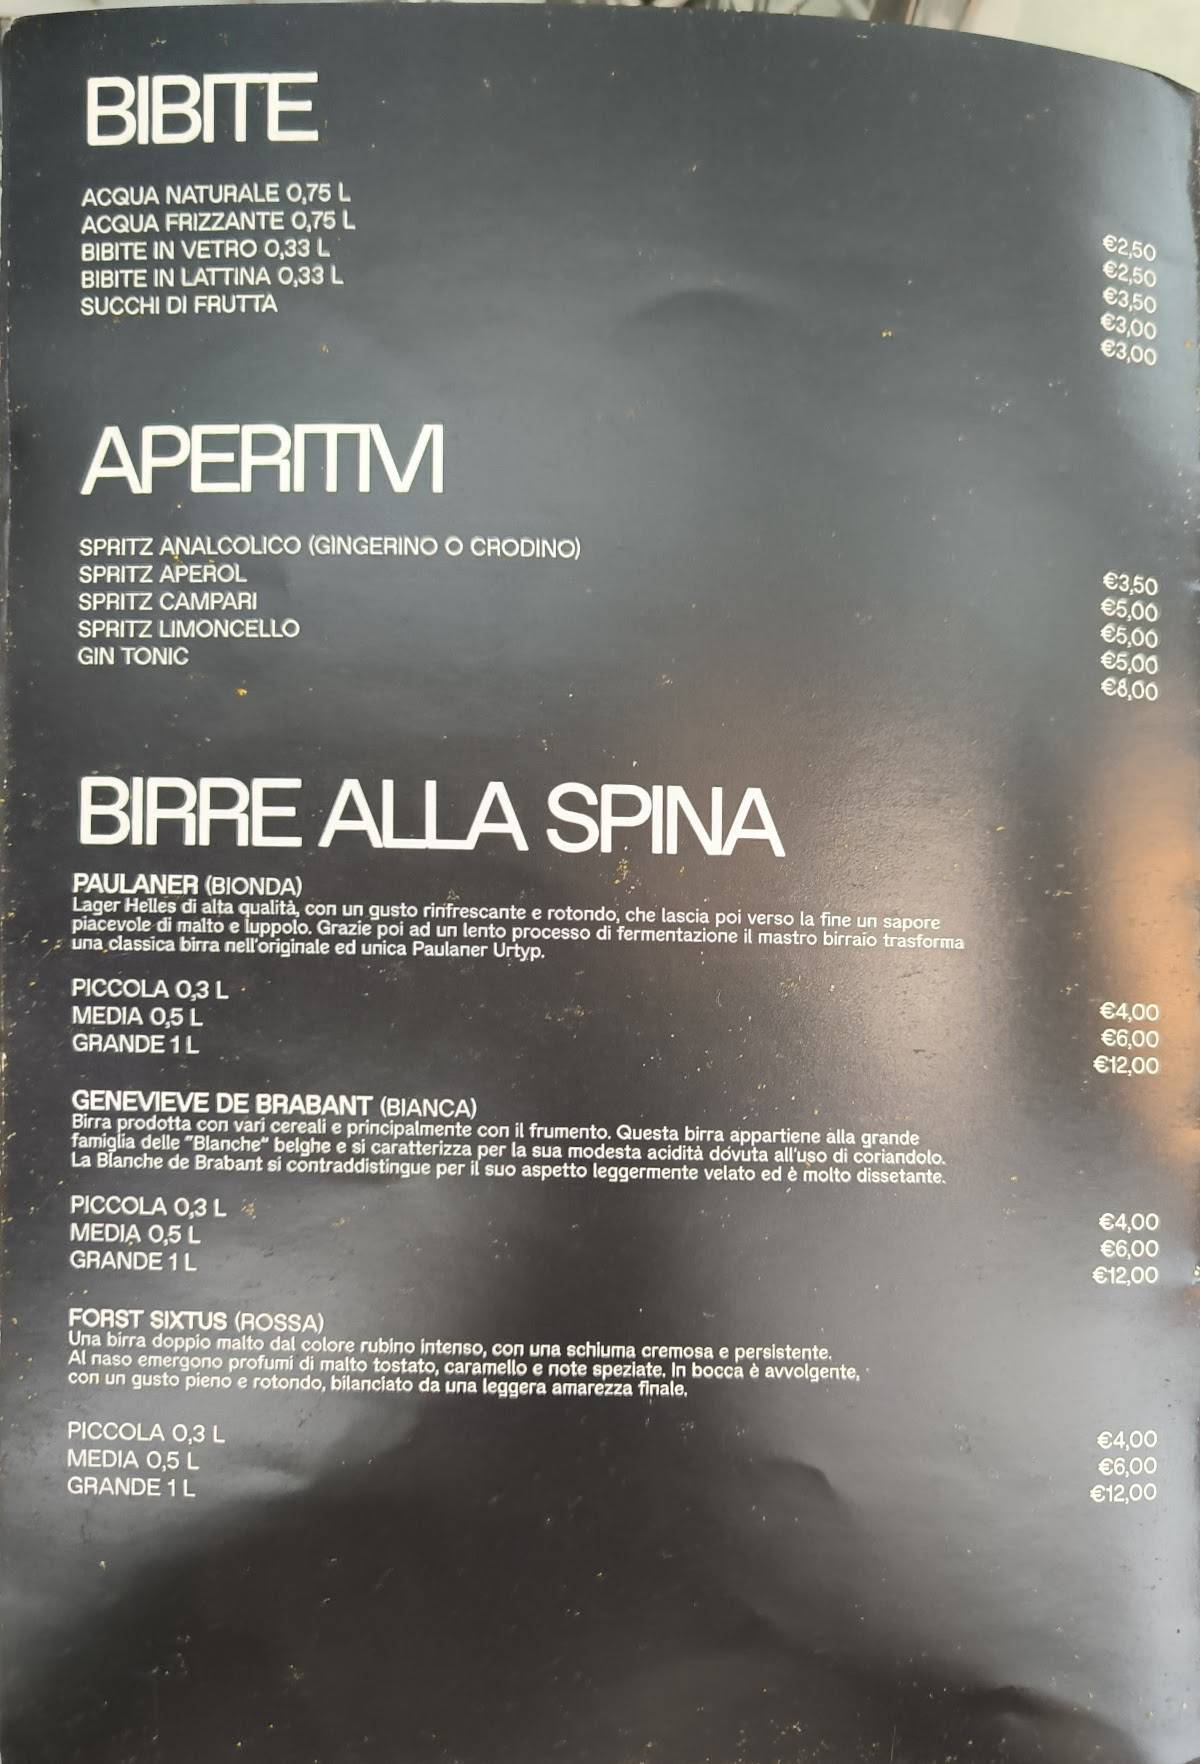 BIBITE
ACQUA NATURALE 0,75 L €2,50
ACQUA FRIZZANTE 0,75 L €2,50
BIBITE IN VETRO 0,33 L €3,50
BIBITE IN LATTINA 0,33 L €3,00
SUCCHI DI FRUTTA €3,00
APERITIVI
SPRITZ ANALCOLICO (GINGERINO O CRODINO) €3,50
SPRITZ APEROL €5,00
SPRITZ CAMPARI €5,00
SPRITZ LIMONCELLO €5,00
GIN TONIC €8,00
BIRRE ALLA SPINA
PAULANER (BIONDA)
Lager Helles di alta qualità, con un gusto rinfrescante e rotondo, che lascia poi verso la fine un sapore
piacevole di malto e luppolo. Grazie poi ad un lento processo di fermentazione il mastro birraio trasforma
una classica birra nell'originale ed unica Paulaner Urtyp.
PICCOLA 0,3 L €4,00
MEDIA 0,5 L €6,00
GRANDE 1 L €12,00
GENEVIEVE DE BRABANT (BIANCA)
Birra prodotta con vari cereali e principalmente con il frumento. Questa birra appartiene alla grande
famiglia delle "Blanche" belghe e si caratterizza per la sua modesta acidità dovuta all'uso di coriandolo.
La Blanche de Brabant si contraddistingue per il suo aspetto leggermente velato ed è molto dissetante.
PICCOLA 0,3 L €4,00
MEDIA 0,5 L €6,00
GRANDE 1 L €12,00
FORST SIXTUS (ROSSA)
Una birra doppio malto dal colore rubino intenso, con una schiuma cremosa e persistente.
Al naso emergono profumi di malto tostato, caramello e note speziate. In bocca è avvolgente,
con un gusto pieno e rotondo, bilanciato da una leggera amarezza finale.
PICCOLA 0,3 L €4,00
MEDIA 0,5 L €6,00
GRANDE 1 L €12,00